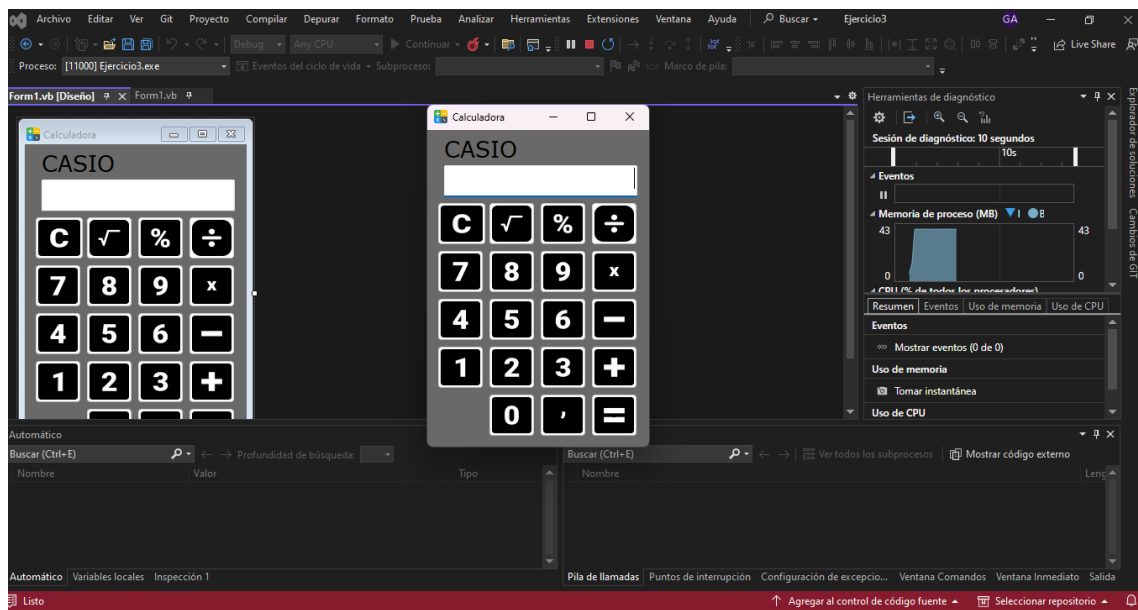 Archivo Editar Ver Git Proyecto Compilar Depurar Formato Prueba Analizar Herramientas Extensiones Ventana Ayuda Buscar Ejercicio3 GA
Debug Any CPU Continuar Live Share
Proceso: [11000] Ejercicio3.exe Eventos del ciclo de vida Subproceso: Marco de pila:
Form1.vb [Diseño] Form1.vb
Calculadora
CASIO
C √ % ÷
7 8 9 x
4 5 6 −
1 2 3 +
Calculadora
CASIO
C √ % ÷
7 8 9 x
4 5 6 −
1 2 3 +
0 , =
Herramientas de diagnóstico
Sesión de diagnóstico: 10 segundos
10s
Eventos
Memoria de proceso (MB)
43 43
0 0
CPU (% de todos los procesadores)
Resumen Eventos Uso de memoria Uso de CPU
Eventos
Mostrar eventos (0 de 0)
Uso de memoria
Tomar instantánea
Uso de CPU
Explorador de soluciones
Cambios de GIT
Automático
Buscar (Ctrl+E) Profundidad de búsqueda:
Nombre Valor Tipo
Automático Variables locales Inspección 1
Buscar (Ctrl+E) Ver todos los subprocesos Mostrar código externo
Nombre
Pila de llamadas Puntos de interrupción Configuración de excepcio... Ventana Comandos Ventana Inmediato Salida
Listo Agregar al control de código fuente Seleccionar repositorio